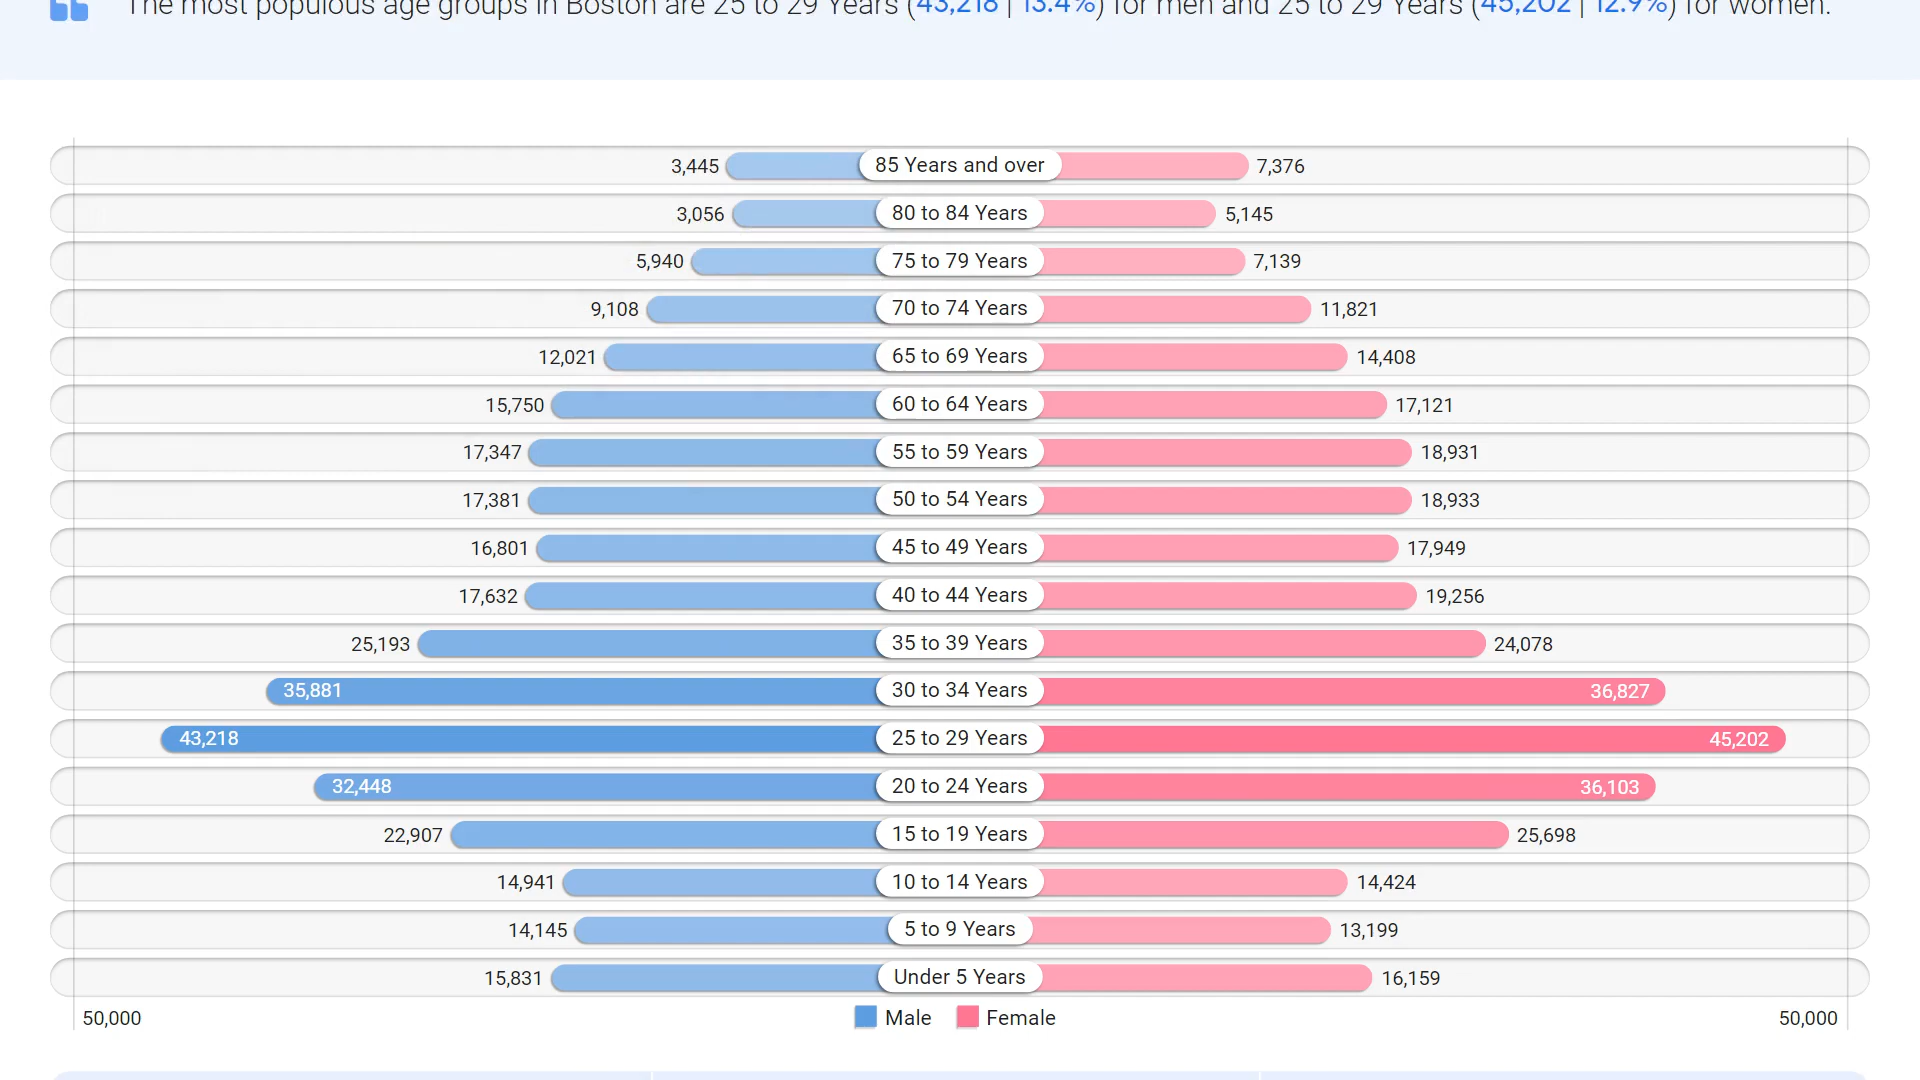 The most populous age groups in Boston are 25 to 29 Years (43,218 | 13.4%) for men and 25 to 29 Years (45,202 | 12.9%) for women.
3,445 85 Years and over 7,376
3,056 80 to 84 Years 5,145
5,940 75 to 79 Years 7,139
9,108 70 to 74 Years 11,821
12,021 65 to 69 Years 14,408
15,750 60 to 64 Years 17,121
17,347 55 to 59 Years 18,931
17,381 50 to 54 Years 18,933
16,801 45 to 49 Years 17,949
17,632 40 to 44 Years 19,256
25,193 35 to 39 Years 24,078
35,881 30 to 34 Years 36,827
43,218 25 to 29 Years 45,202
32,448 20 to 24 Years 36,103
22,907 15 to 19 Years 25,698
14,941 10 to 14 Years 14,424
14,145 5 to 9 Years 13,199
15,831 Under 5 Years 16,159
50,000 Male Female 50,000